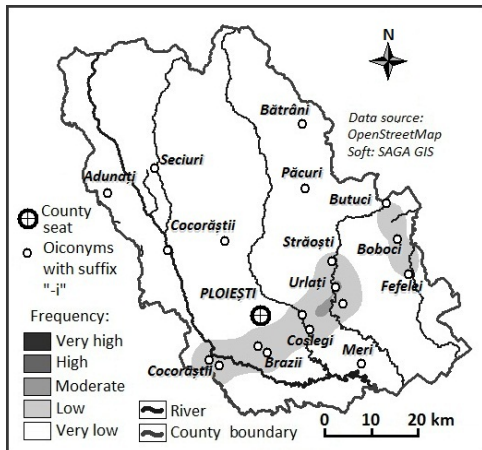 N
Bătrâni
Data source:
OpenStreetMap
Soft: SAGA GIS
Seciuri
Adunați
Păcuri
Butuci
County
seat
Oiconyms
with suffix
"-i"
Cocorăștii
Străoști
Boboci
Urlați
Fefelei
PLOIEȘTI
Frequency:
Very high
High
Moderate
Low
Very low
Coșlegi
Meri
Brazii
Cocorăștii
River
County boundary
0 10 20 km